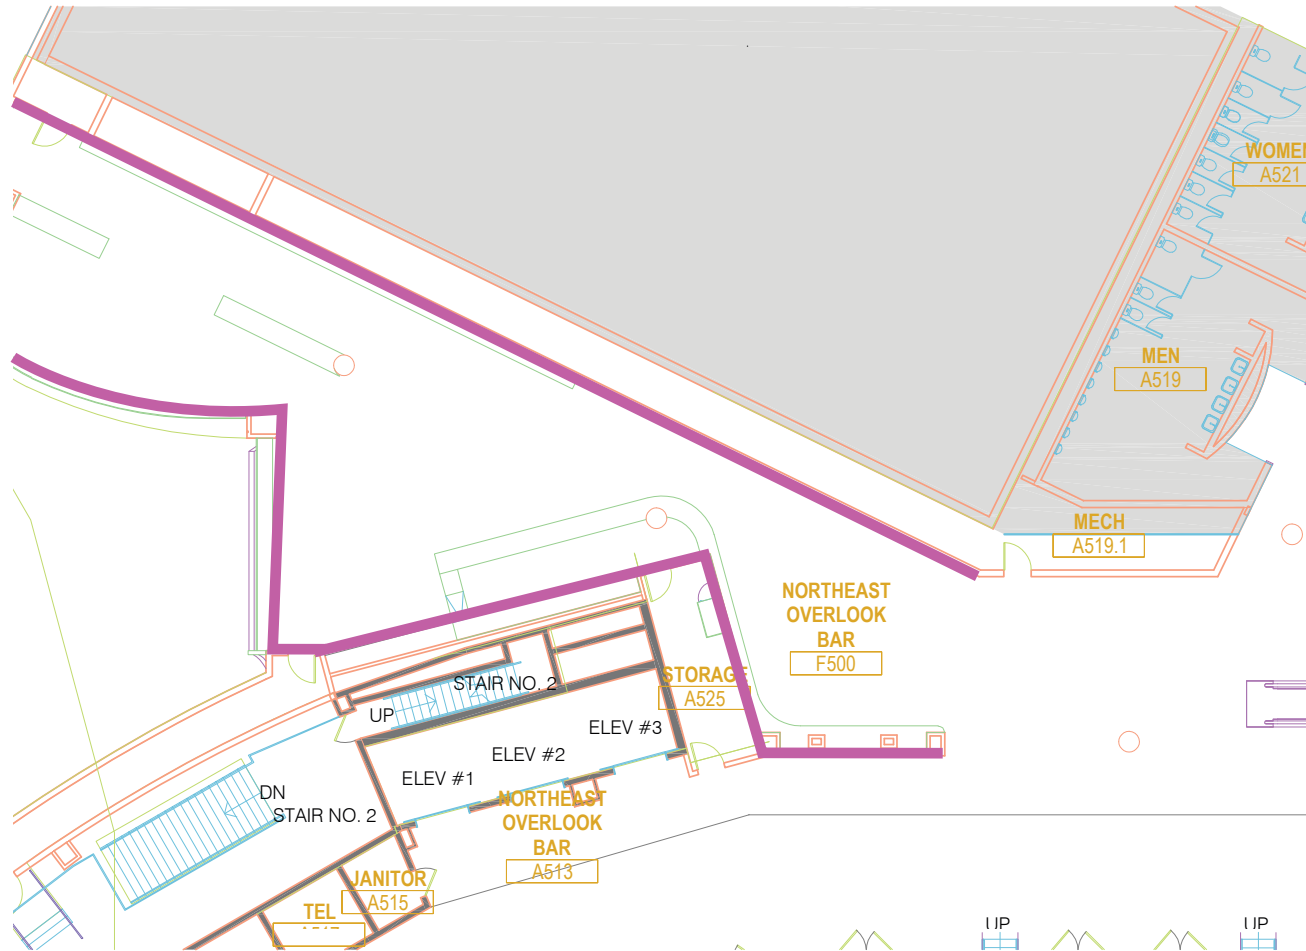 WOMEN
A521
MEN
A519
MECH
A519.1
NORTHEAST
OVERLOOK
BAR
F500
STORAGE
A525
STAIR NO. 2
UP
ELEV #3
ELEV #2
ELEV #1
DN
STAIR NO. 2
NORTHEAST
OVERLOOK
BAR
A513
JANITOR
A515
TEL
UP
UP